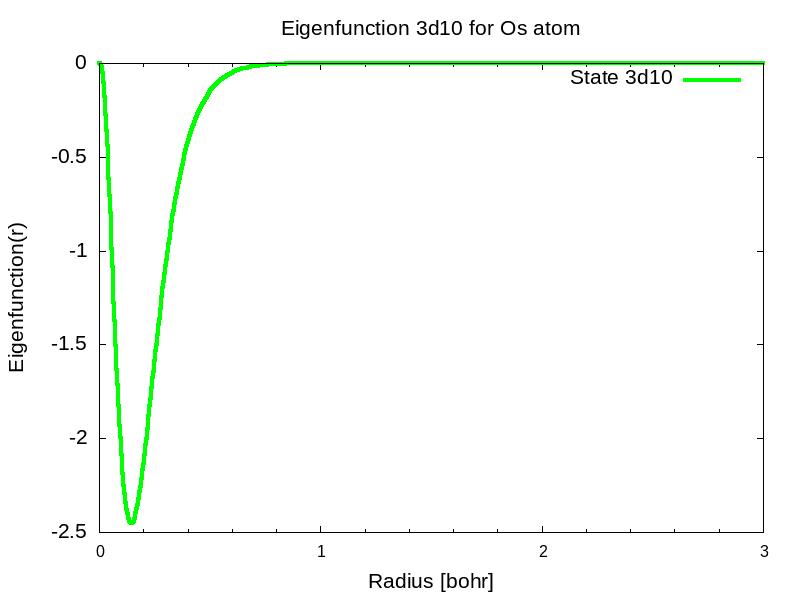 Eigenfunction 3d10 for Os atom
State 3d10
0
-0.5
-1
-1.5
-2
-2.5
Eigenfunction(r)
0 1 2 3
Radius [bohr]